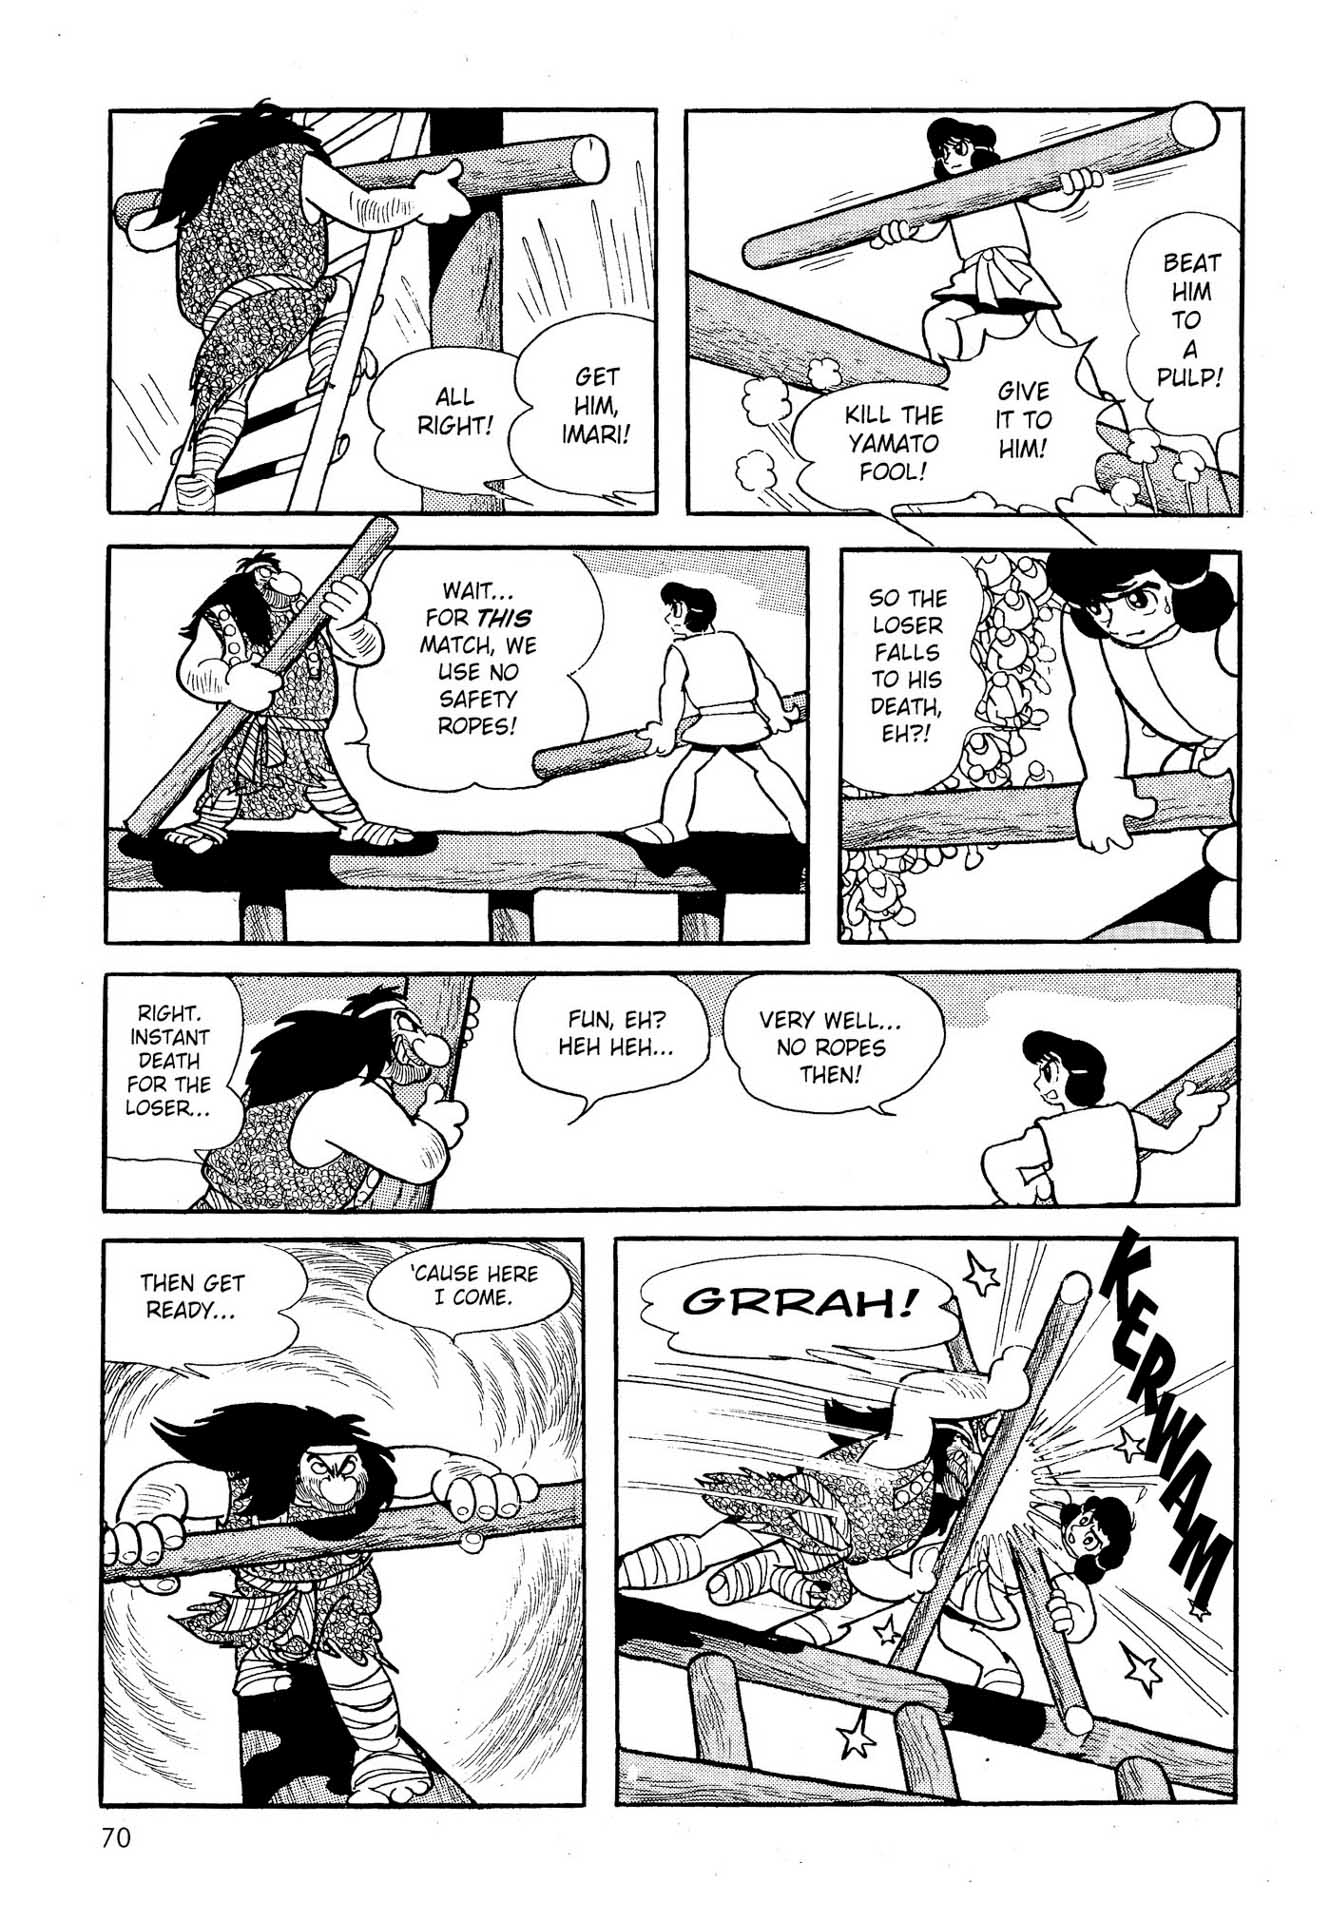 ALL
RIGHT!
GET
HIM,
IMARI!
KILL THE
YAMATO
FOOL!
GIVE
IT TO
HIM!
BEAT
HIM
TO
A
PULP!
WAIT...
FOR THIS
MATCH, WE
USE NO
SAFETY
ROPES!
SO THE
LOSER
FALLS
TO HIS
DEATH,
EH?!
RIGHT.
INSTANT
DEATH
FOR THE
LOSER...
FUN, EH?
HEH HEH...
VERY WELL...
NO ROPES
THEN!
THEN GET
READY...
'CAUSE HERE
I COME.
GRRAH!
KERWAM
70